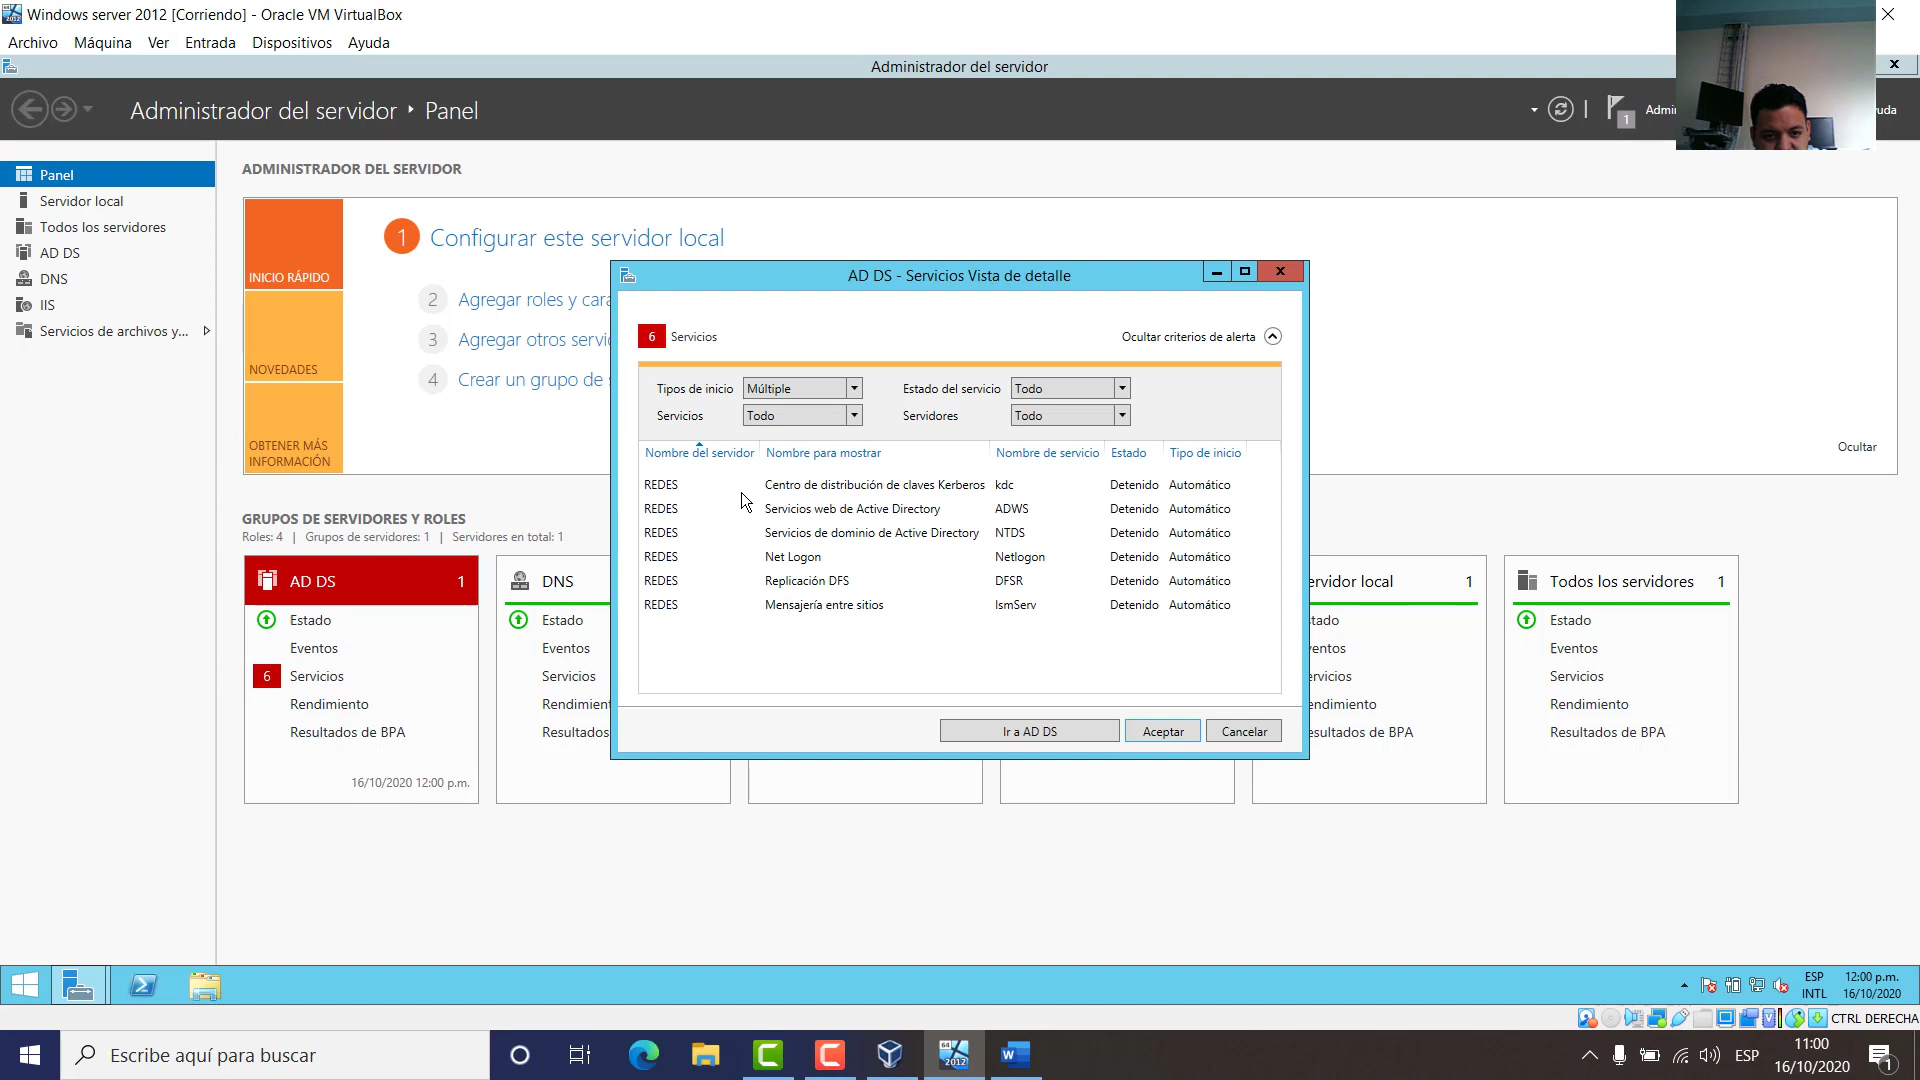 Windows server 2012 [Corriendo] - Oracle VM VirtualBox
Archivo Máquina Ver Entrada Dispositivos Ayuda
Administrador del servidor
Administrador del servidor ‣ Panel
1
Panel
Servidor local
Todos los servidores
AD DS
DNS
IIS
Servicios de archivos y...
ADMINISTRADOR DEL SERVIDOR
INICIO RÁPIDO
NOVEDADES
OBTENER MÁS
INFORMACIÓN
1 Configurar este servidor local
2 Agregar roles y
3 Agregar otros
4 Crear un grupo de
Ocultar
AD DS - Servicios Vista de detalle
6 Servicios
Ocultar criterios de alerta
Tipos de inicio Múltiple Estado del servicio Todo
Servicios Todo Servidores Todo
Nombre del servidor Nombre para mostrar Nombre de servicio Estado Tipo de inicio
REDES Centro de distribución de claves Kerberos kdc Detenido Automático
REDES Servicios web de Active Directory ADWS Detenido Automático
REDES Servicios de dominio de Active Directory NTDS Detenido Automático
REDES Net Logon Netlogon Detenido Automático
REDES Replicación DFS DFSR Detenido Automático
REDES Mensajería entre sitios IsmServ Detenido Automático
Ir a AD DS Aceptar Cancelar
GRUPOS DE SERVIDORES Y ROLES
Roles: 4 | Grupos de servidores: 1 | Servidores en total: 1
AD DS 1
Estado
Eventos
6 Servicios
Rendimiento
Resultados de BPA
16/10/2020 12:00 p.m.
DNS
Estado
Eventos
Servicios
Resultados
local 1
Todos los servidores 1
Estado
Eventos
Servicios
Rendimiento
Resultados de BPA
ESP
INTL
12:00 p.m.
16/10/2020
2012
CTRL DERECHA
Escribe aquí para buscar
64
2012
ESP
11:00
16/10/2020
1